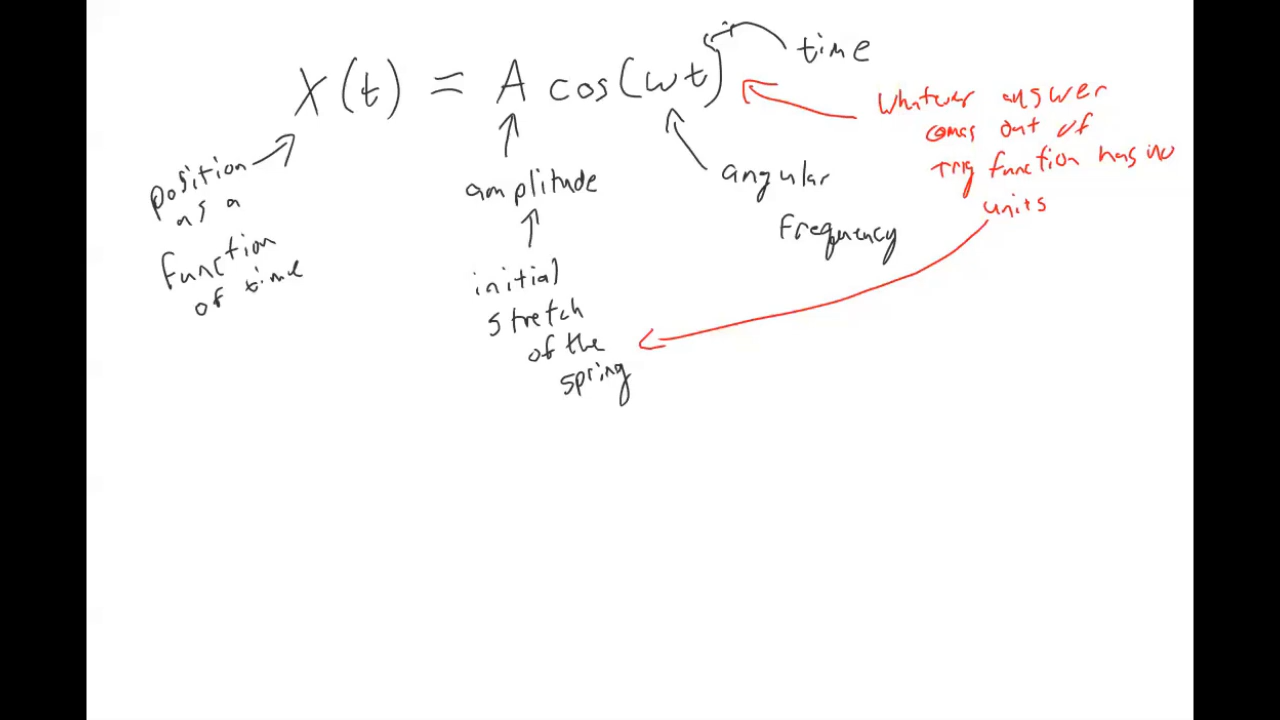 X(t) = A cos(ωt)
time
Whatever answer
comes out of
Trig function has no
units
position
as a
function
of time
amplitude
initial
stretch
of the
spring
angular
frequency